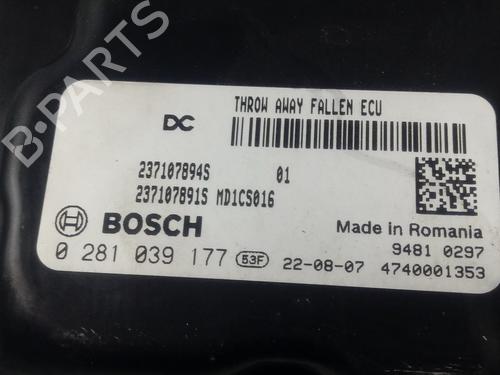 THROW AWAY FALLEN ECU
DC
237107894S 01
237107891S MD1CS016
BOSCH
Made in Romania
9481 0297
0 281 039 177 53F 22-08-07 4740001353
B-PARTS